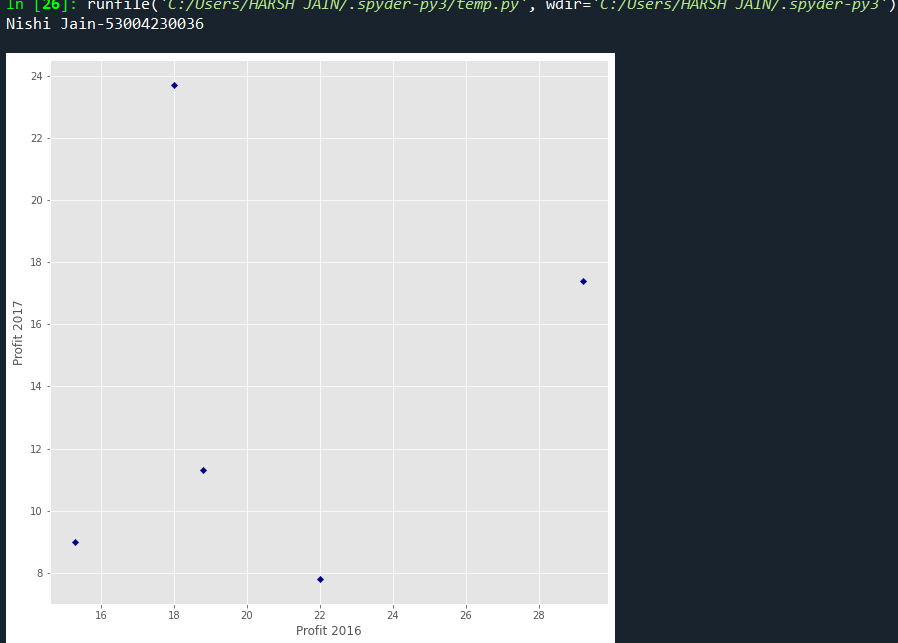 In [26]: runfile('C:/Users/HARSH JAIN/.spyder-py3/temp.py', wdir='C:/Users/HARSH JAIN/.spyder-py3')
Nishi Jain-53004230036
24
22
20
18
16
14
12
10
8
Profit 2017
16 18 20 22 24 26 28
Profit 2016